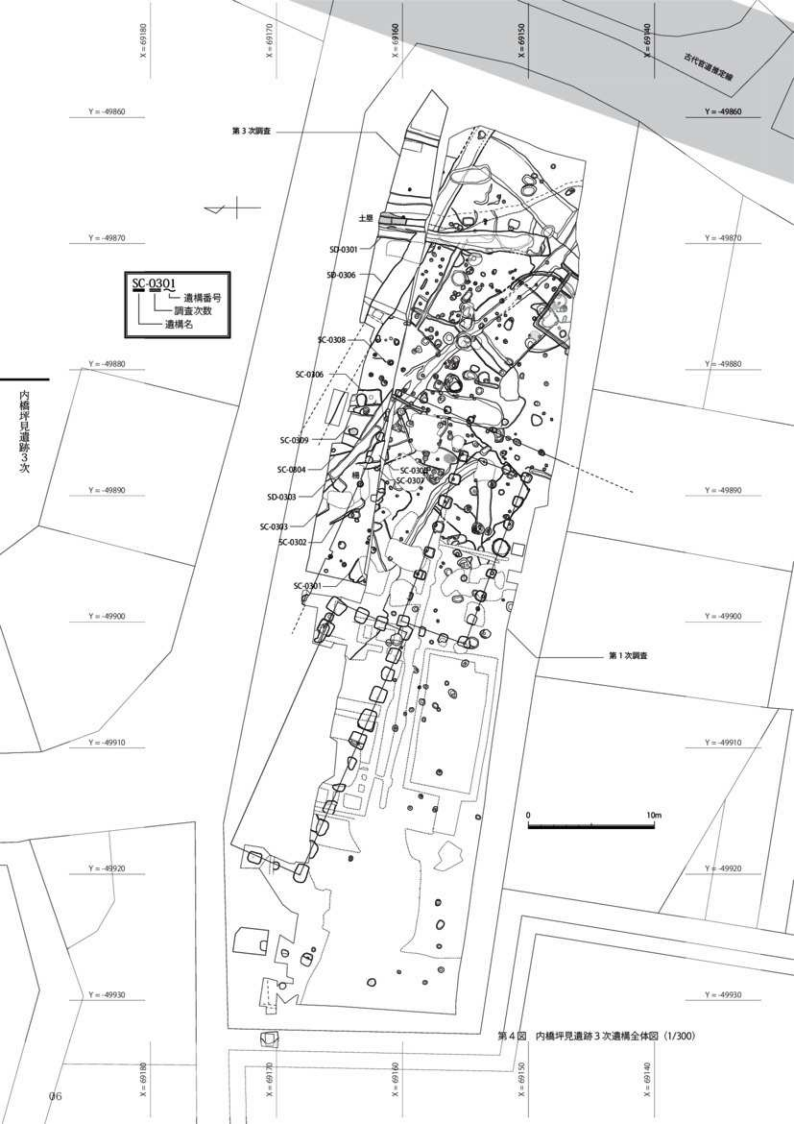 X = 69180
X = 69170
X = 69160
X = 69150
X = 69140
古代官道推定線
Y = -49860
Y = -49860
第3次調査
土塁
Y = -49870
Y = -49870
SD-0301
SD-0306
SC-0301
遺構番号
調査次数
遺構名
SC-0308
Y = -49880
Y = -49880
SC-0306
内橋坪見遺跡3次
SC-0309
SC-0304
SC-0307
Y = -49890
Y = -49890
SD-0303
SC-0303
SC-0302
SC-0301
Y = -49900
Y = -49900
第1次調査
Y = -49910
Y = -49910
0
10m
Y = -49920
Y = -49920
Y = -49930
Y = -49930
第4図 内橋坪見遺跡3次遺構全体図 (1/300)
X = 69180
X = 69170
X = 69160
X = 69150
X = 69140
06